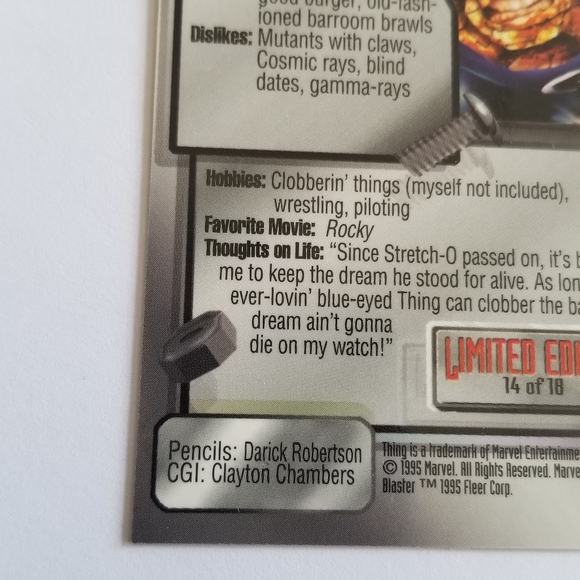 good burger, old-fash-
ioned barroom brawls
Dislikes: Mutants with claws,
Cosmic rays, blind
dates, gamma-rays
Hobbies: Clobberin' things (myself not included),
wrestling, piloting
Favorite Movie: Rocky
Thoughts on Life: "Since Stretch-O passed on, it's
me to keep the dream he stood for alive. As
ever-lovin' blue-eyed Thing can clobber the
dream ain't gonna
die on my watch!"
LIMITED
14 of 18
Pencils: Darick Robertson
CGI: Clayton Chambers
Thing is a trademark of Marvel
© 1995 Marvel. All Rights Reserved.
Blaster ™ 1995 Fleer Corp.